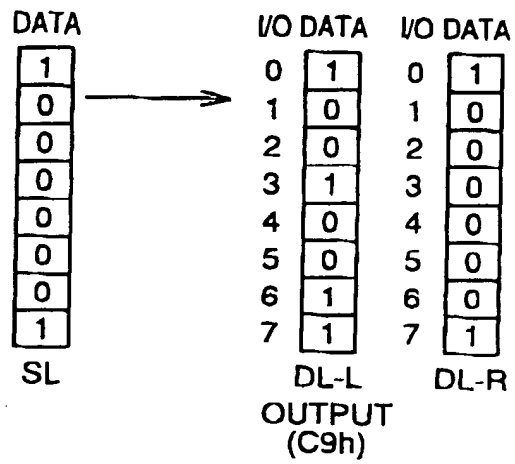 DATA I/O DATA I/O DATA
1 0 1 0 1
0 1 0 1 0
0 2 0 2 0
0 3 1 3 0
0 4 0 4 0
0 5 0 5 0
0 6 1 6 0
1 7 1 7 1
SL DL-L DL-R
OUTPUT
(C9h)